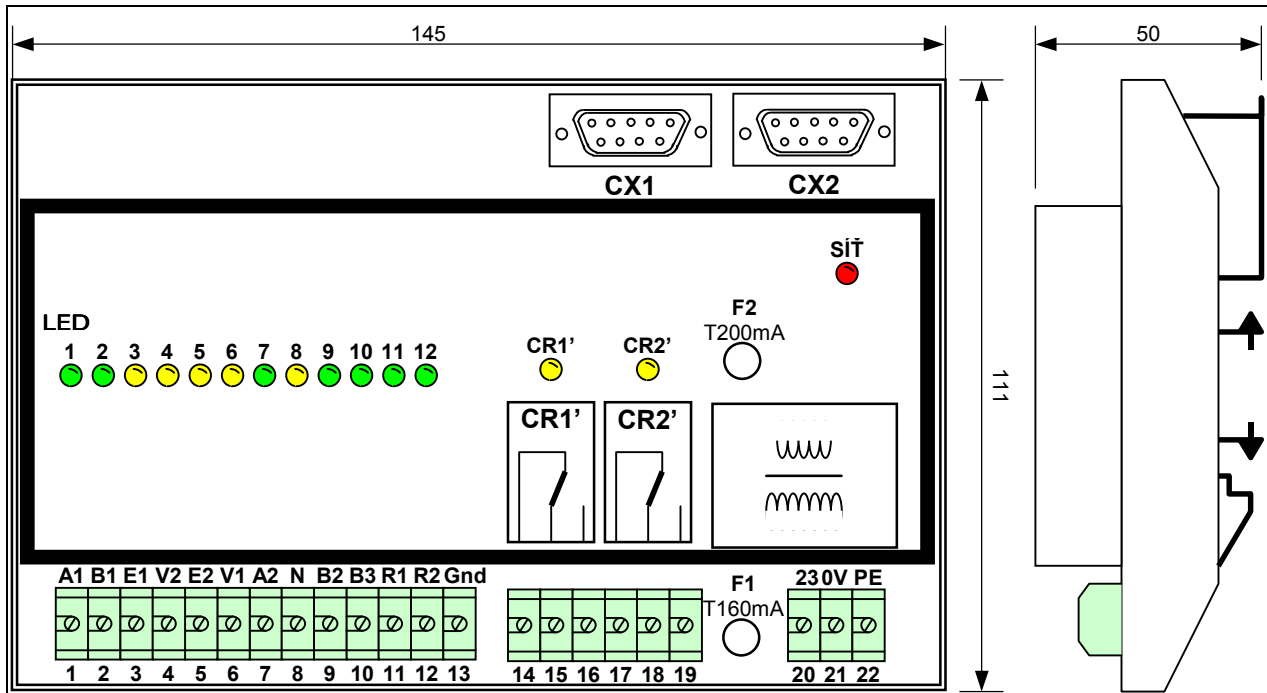 145
50
CX1 CX2
SÍŤ
F2
T200mA
LED
1 2 3 4 5 6 7 8 9 10 11 12
CR1’ CR2’
CR1’ CR2’
111
A1 B1 E1 V2 E2 V1 A2 N B2 B3 R1 R2 Gnd
F1
T160mA
230V PE
1 2 3 4 5 6 7 8 9 10 11 12 13
14 15 16 17 18 19
20 21 22